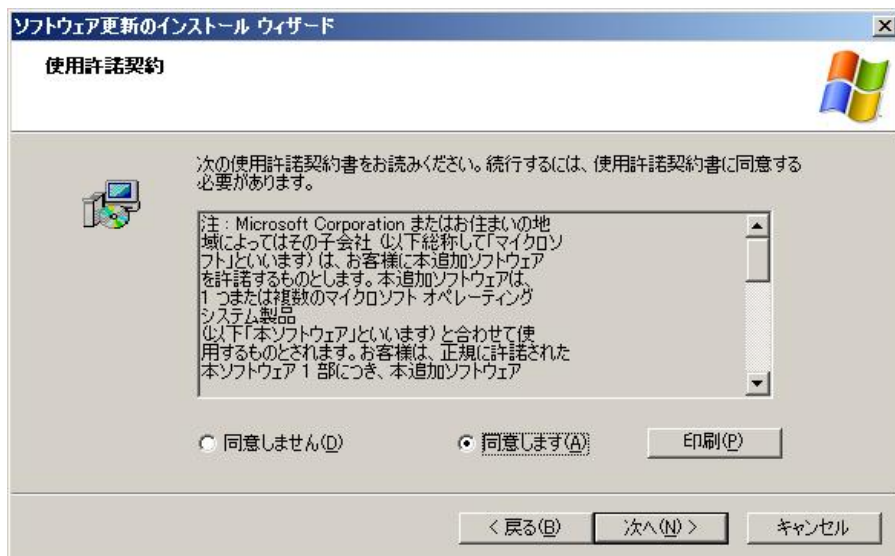 ソフトウェア更新のインストール ウィザード
使用許諾契約
次の使用許諾契約書をお読みください。続行するには、使用許諾契約書に同意する
必要があります。
注 : Microsoft Corporation またはお住まいの地
域によってはその子会社 (以下総称して「マイクロソ
フト」といいます) は、お客様に本追加ソフトウェア
を許諾するものとします。本追加ソフトウェアは、
1 つまたは複数のマイクロソフト オペレーティング
システム製品
(以下「本ソフトウェア」といいます) と合わせて使
用するものとされます。お客様は、正規に許諾された
本ソフトウェア 1 部につき、本追加ソフトウェア
同意しません(D)
同意します(A)
印刷(P)
< 戻る(B)
次へ(N) >
キャンセル